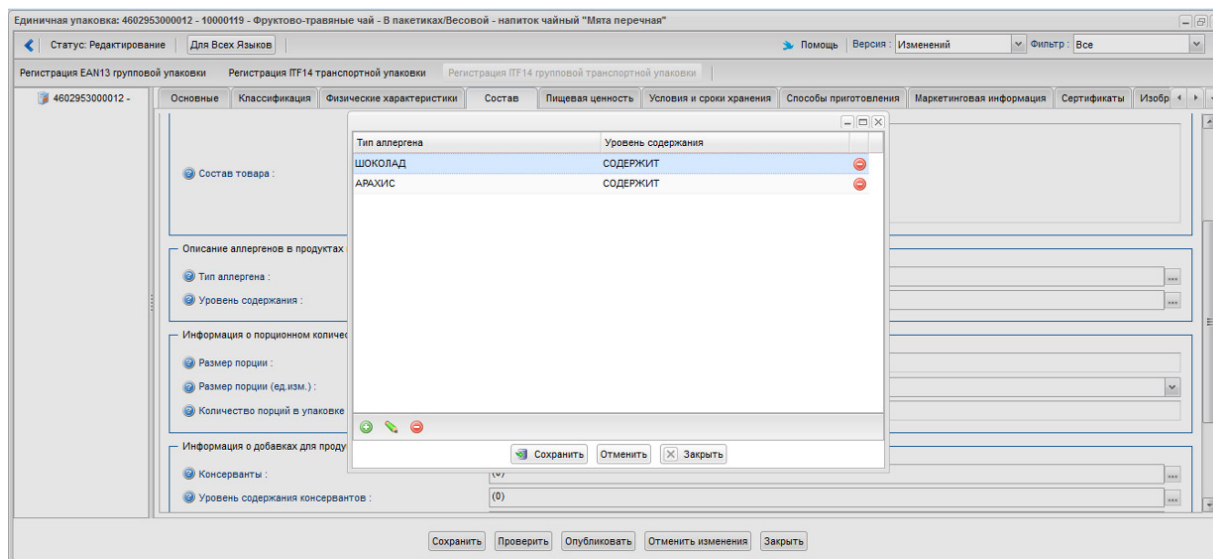 Единичная упаковка: 4602953000012 - 10000119 - Фруктово-травяные чай - В пакетиках/Весовой - напиток чайный "Мята перечная"
Статус: Редактирование Для Всех Языков Помощь Версия : Изменений Фильтр : Все
Регистрация EAN13 групповой упаковки Регистрация ITF14 транспортной упаковки Регистрация ITF14 групповой транспортной упаковки
4602953000012 - Основные Классификация Физические характеристики Состав Пищевая ценность Условия и сроки хранения Способы приготовления Маркетинговая информация Сертификаты Изобр
Тип аллергена Уровень содержания
ШОКОЛАД СОДЕРЖИТ
Состав товара :
АРАХИС СОДЕРЖИТ
Описание аллергенов в продуктах
Тип аллергена :
Уровень содержания :
Информация о порционном количес
Размер порции :
Размер порции (ед.изм.) :
Количество порций в упаковке
Информация о добавках для проду
Сохранить Отменить Закрыть
Консерванты : (0)
Уровень содержания консервантов : (0)
Сохранить Проверить Опубликовать Отменить изменения Закрыть